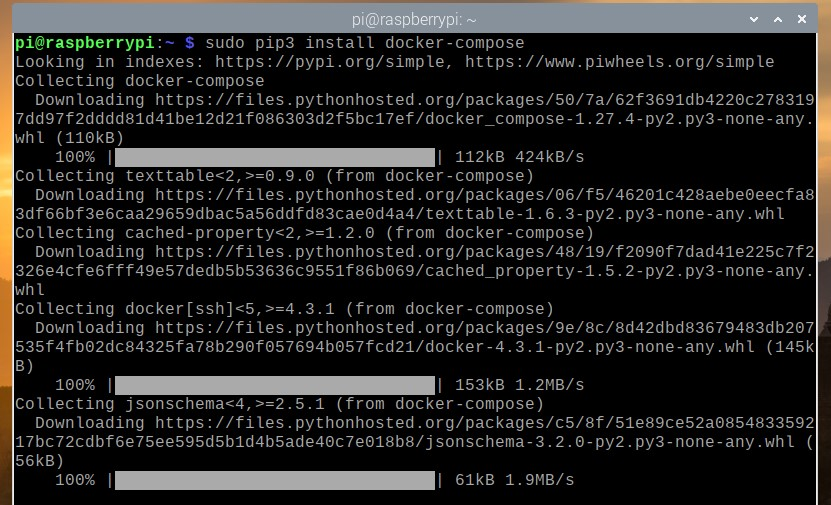 pi@raspberrypi: ~
pi@raspberrypi:~ $ sudo pip3 install docker-compose
Looking in indexes: https://pypi.org/simple, https://www.piwheels.org/simple
Collecting docker-compose
  Downloading https://files.pythonhosted.org/packages/50/7a/62f3691db4220c278319
7dd97f2dddd81d41be12d21f086303d2f5bc17ef/docker_compose-1.27.4-py2.py3-none-any.
whl (110kB)
    100% |████████████████████████████████| 112kB 424kB/s
Collecting texttable<2,>=0.9.0 (from docker-compose)
  Downloading https://files.pythonhosted.org/packages/06/f5/46201c428aebe0eecfa8
3df66bf3e6caa29659dbac5a56ddfd83cae0d4a4/texttable-1.6.3-py2.py3-none-any.whl
Collecting cached-property<2,>=1.2.0 (from docker-compose)
  Downloading https://files.pythonhosted.org/packages/48/19/f2090f7dad41e225c7f2
326e4cfe6fff49e57dedb5b53636c9551f86b069/cached_property-1.5.2-py2.py3-none-any.
whl
Collecting docker[ssh]<5,>=4.3.1 (from docker-compose)
  Downloading https://files.pythonhosted.org/packages/9e/8c/8d42dbd83679483db207
535f4fb02dc84325fa78b290f057694b057fcd21/docker-4.3.1-py2.py3-none-any.whl (145k
B)
    100% |████████████████████████████████| 153kB 1.2MB/s
Collecting jsonschema<4,>=2.5.1 (from docker-compose)
  Downloading https://files.pythonhosted.org/packages/c5/8f/51e89ce52a0854833592
17bc72cdbf6e75ee595d5b1d4b5ade40c7e018b8/jsonschema-3.2.0-py2.py3-none-any.whl (
56kB)
    100% |████████████████████████████████| 61kB 1.9MB/s